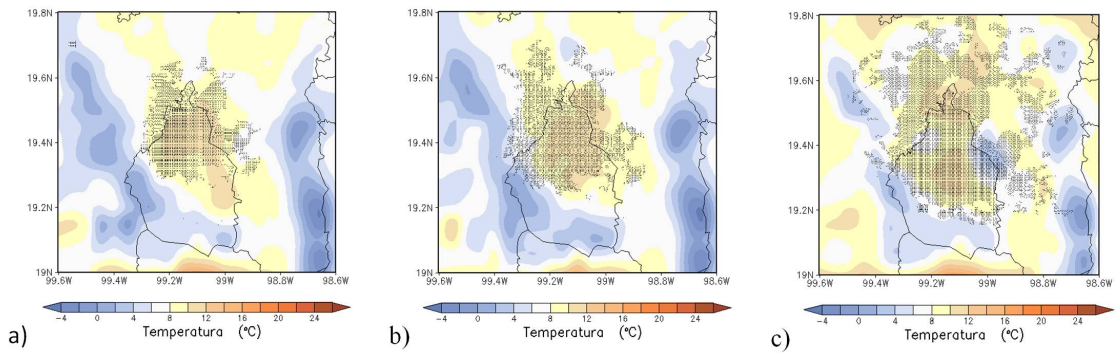 19.8N
19.6N
19.4N
19.2N
19N
99.6W 99.4W 99.2W 99W 98.8W 98.6W
−4 0 4 8 12 16 20 24
Temperatura (°C)
a)
19.8N
19.6N
19.4N
19.2N
19N
99.6W 99.4W 99.2W 99W 98.8W 98.6W
−4 0 4 8 12 16 20 24
Temperatura (°C)
b)
19.8N
19.6N
19.4N
19.2N
19N
99.6W 99.4W 99.2W 99W 98.8W 98.6W
−4 0 4 8 12 16 20 24
Temperatura (°C)
c)